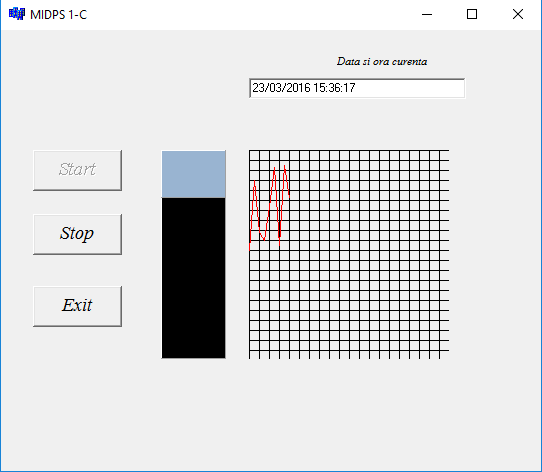 MIDPS 1-C
Data si ora curenta
23/03/2016 15:36:17
Start
Stop
Exit